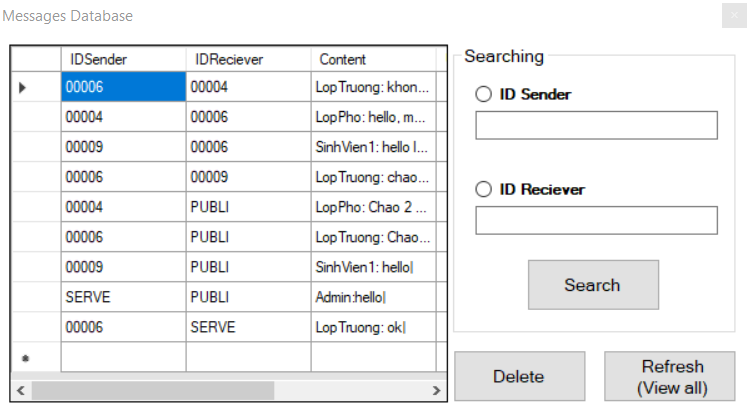 Messages Database
IDSender IDReciever Content
00006 00004 LopTruong: khon...
00004 00006 LopPho: hello, m...
00009 00006 SinhVien1: hello l...
00006 00009 LopTruong: chao...
00004 PUBLI LopPho: Chao 2 ...
00006 PUBLI LopTruong: Chao...
00009 PUBLI SinhVien1: hello|
SERVE PUBLI Admin:hello|
00006 SERVE LopTruong: ok|
Searching
ID Sender
ID Reciever
Search
Delete
Refresh
(View all)